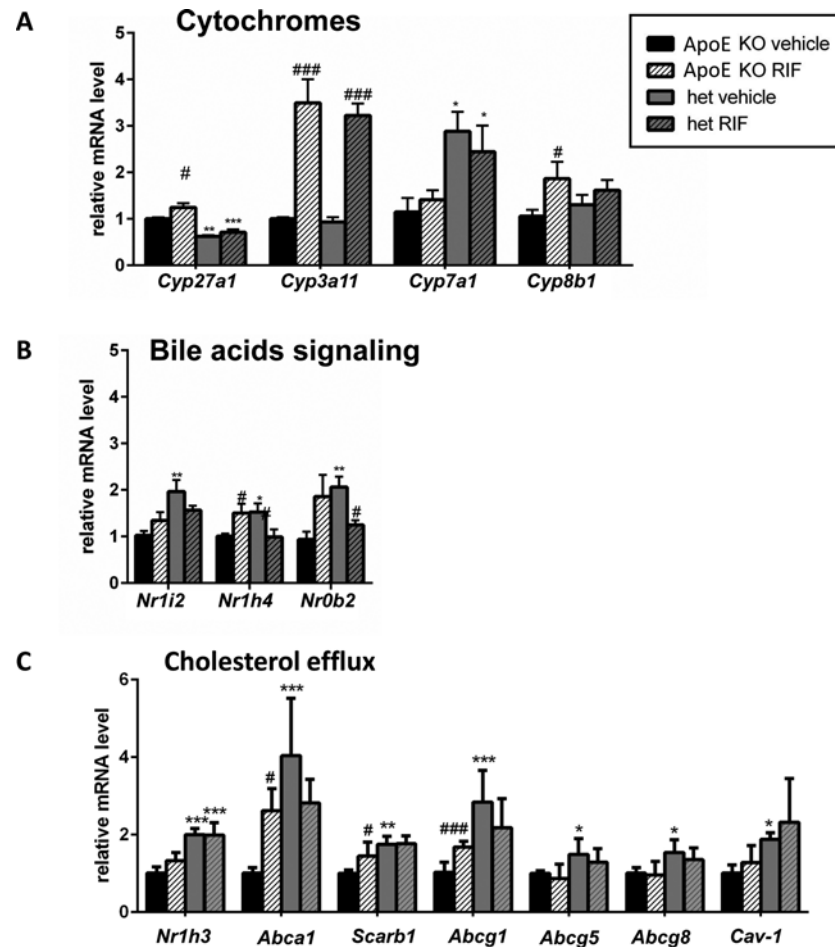 A
Cytochromes
ApoE KO vehicle
ApoE KO RIF
het vehicle
het RIF
relative mRNA level
5
4
3
2
1
0
#
**
***
###
###
*
*
#
Cyp27a1 Cyp3a11 Cyp7a1 Cyp8b1
B
Bile acids signaling
relative mRNA level
5
4
3
2
1
0
**
#
*
#
**
#
Nr1i2 Nr1h4 Nr0b2
C
Cholesterol efflux
relative mRNA level
6
4
2
0
***
***
#
***
#
**
###
***
*
*
*
Nr1h3 Abca1 Scarb1 Abcg1 Abcg5 Abcg8 Cav-1